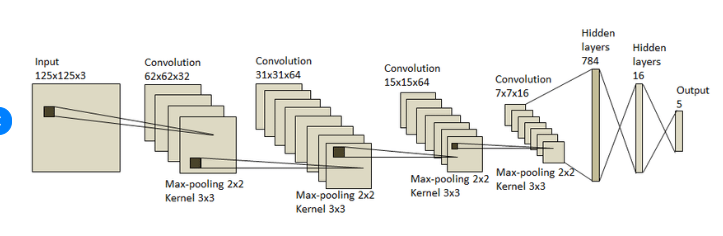 Input
125x125x3
Convolution
62x62x32
Convolution
31x31x64
Convolution
15x15x64
Convolution
7x7x16
Hidden
layers
784
Hidden
layers
16
Output
5
Max-pooling 2x2
Kernel 3x3
Max-pooling 2x2
Kernel 3x3
Max-pooling 2x2
Kernel 3x3
Max-pooling 2x2
Kernel 3x3